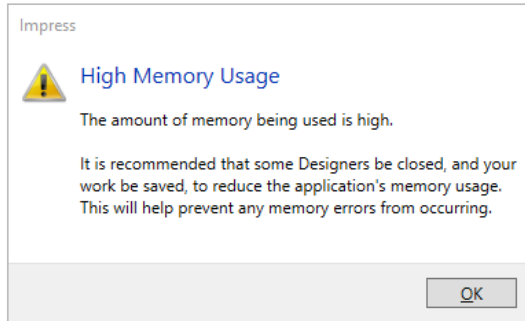 Impress
High Memory Usage
The amount of memory being used is high.
It is recommended that some Designers be closed, and your
work be saved, to reduce the application's memory usage.
This will help prevent any memory errors from occurring.
OK